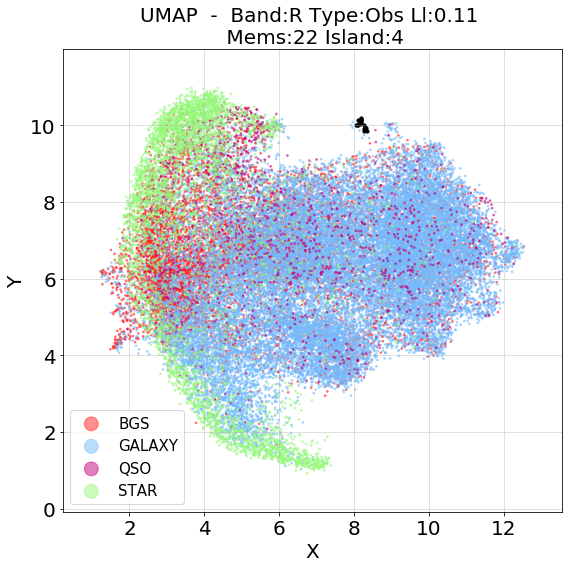 UMAP - Band:R Type:Obs Ll:0.11
Mems:22 Island:4
Y
10
8
6
4
2
0
BGS
GALAXY
QSO
STAR
2 4 6 8 10 12
X